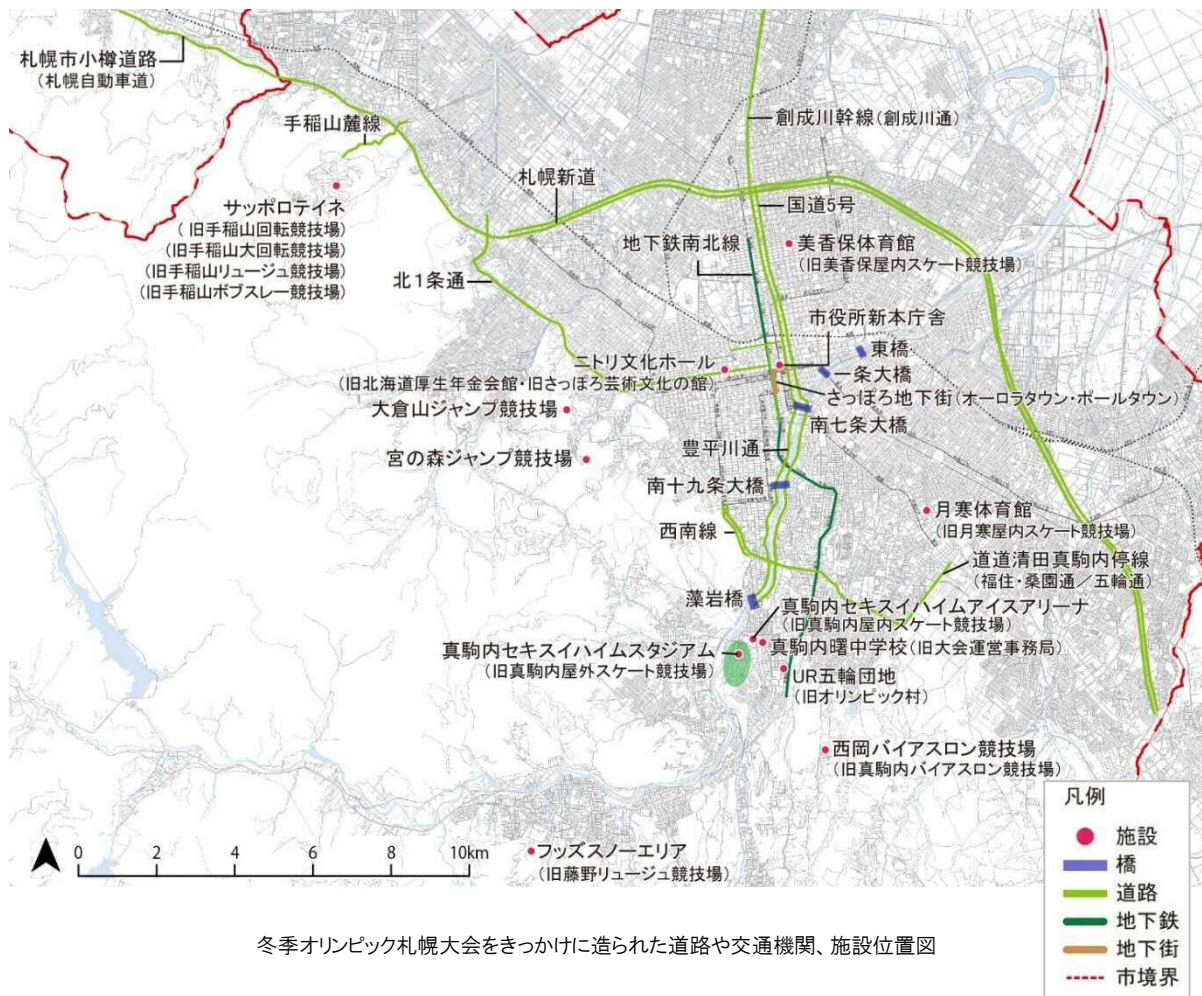 札幌市小樽道路
(札幌自動車道)
手稲山麓線
創成川幹線(創成川通)
札幌新道
国道5号
サッポロテイネ
(旧手稲山回転競技場)
(旧手稲山大回転競技場)
(旧手稲山リュージュ競技場)
(旧手稲山ボブスレー競技場)
地下鉄南北線
美香保体育館
(旧美香保屋内スケート競技場)
北1条通
市役所新本庁舎
東橋
ニトリ文化ホール
(旧北海道厚生年金会館・旧さっぽろ芸術文化の館)
一条大橋
さっぽろ地下街(オーロラタウン・ポールタウン)
大倉山ジャンプ競技場
南七条大橋
豊平川通
宮の森ジャンプ競技場
南十九条大橋
月寒体育館
(旧月寒屋内スケート競技場)
西南線
道道清田真駒内停線
(福住・桑園通/五輪通)
藻岩橋
真駒内セキスイハイムアイスアリーナ
(旧真駒内屋内スケート競技場)
真駒内セキスイハイムスタジアム
(旧真駒内屋外スケート競技場)
真駒内曙中学校(旧大会運営事務局)
UR五輪団地
(旧オリンピック村)
西岡バイアスロン競技場
(旧真駒内バイアスロン競技場)
フッズスノーエリア
(旧藤野リュージュ競技場)
0 2 4 6 8 10km
凡例
施設
橋
道路
地下鉄
地下街
市境界
冬季オリンピック札幌大会をきっかけに造られた道路や交通機関、施設位置図